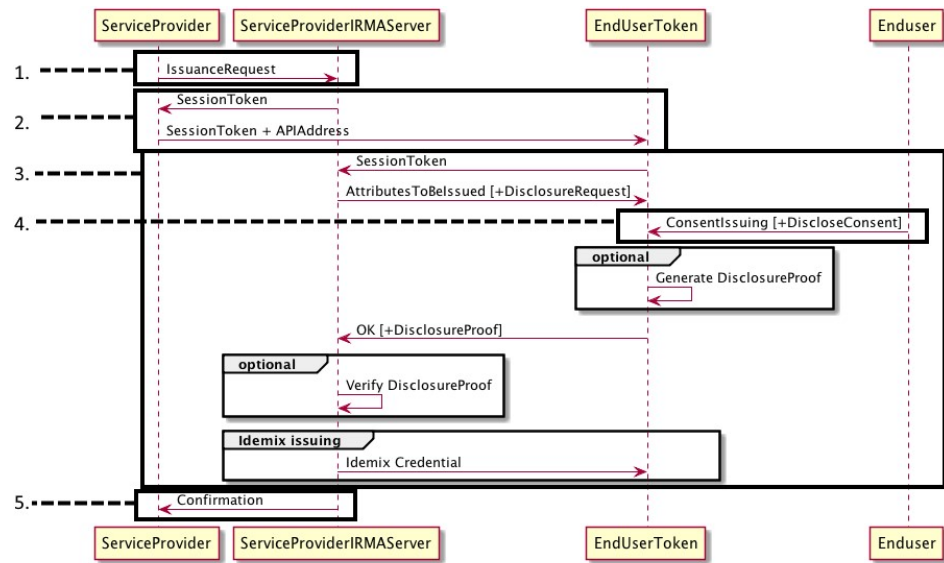 ServiceProvider ServiceProviderIRMAServer EndUserToken Enduser
1. IssuanceRequest
SessionToken
2.
SessionToken + APIAddress
SessionToken
3.
AttributesToBeIssued [+DisclosureRequest]
4. ConsentIssuing [+DiscloseConsent]
optional
Generate DisclosureProof
OK [+DisclosureProof]
optional
Verify DisclosureProof
Idemix issuing
Idemix Credential
5. Confirmation
ServiceProvider ServiceProviderIRMAServer EndUserToken Enduser